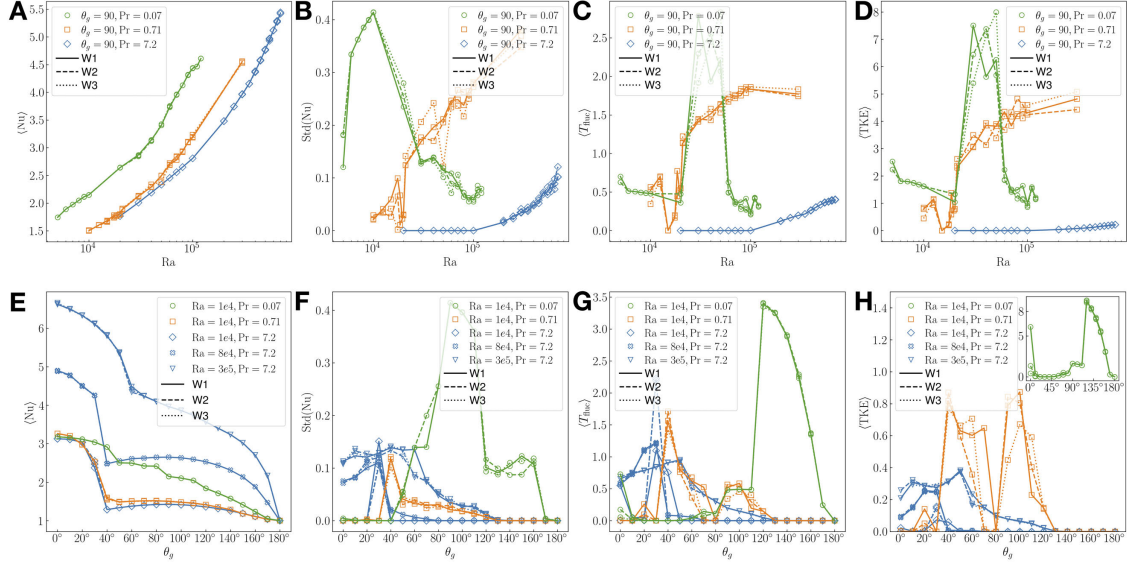 A
⟨Nu⟩
5.5
5.0
4.5
4.0
3.5
3.0
2.5
2.0
1.5
θg = 90, Pr = 0.07
θg = 90, Pr = 0.71
θg = 90, Pr = 7.2
W1
W2
W3
10⁴ 10⁵
Ra
B
Std(Nu)
0.4
0.3
0.2
0.1
0.0
θg = 90, Pr = 0.07
θg = 90, Pr = 0.71
θg = 90, Pr = 7.2
W1
W2
W3
10⁴ 10⁵
Ra
C
⟨Tfluc⟩
2.5
2.0
1.5
1.0
0.5
0.0
θg = 90, Pr = 0.07
θg = 90, Pr = 0.71
θg = 90, Pr = 7.2
W1
W2
W3
10⁴ 10⁵
Ra
D
⟨TKE⟩
8
7
6
5
4
3
2
1
0
θg = 90, Pr = 0.07
θg = 90, Pr = 0.71
θg = 90, Pr = 7.2
W1
W2
W3
10⁴ 10⁵
Ra
E
⟨Nu⟩
6
5
4
3
2
1
Ra = 1e4, Pr = 0.07
Ra = 1e4, Pr = 0.71
Ra = 1e4, Pr = 7.2
Ra = 8e4, Pr = 7.2
Ra = 3e5, Pr = 7.2
W1
W2
W3
0° 20° 40° 60° 80° 100° 120° 140° 160° 180°
θg
F
Std(Nu)
0.4
0.3
0.2
0.1
0.0
Ra = 1e4, Pr = 0.07
Ra = 1e4, Pr = 0.71
Ra = 1e4, Pr = 7.2
Ra = 8e4, Pr = 7.2
Ra = 3e5, Pr = 7.2
W1
W2
W3
0° 20° 40° 60° 80° 100° 120° 140° 160° 180°
θg
G
⟨Tfluc⟩
3.5
3.0
2.5
2.0
1.5
1.0
0.5
0.0
Ra = 1e4, Pr = 0.07
Ra = 1e4, Pr = 0.71
Ra = 1e4, Pr = 7.2
Ra = 8e4, Pr = 7.2
Ra = 3e5, Pr = 7.2
W1
W2
W3
0° 20° 40° 60° 80° 100° 120° 140° 160° 180°
θg
H
⟨TKE⟩
1.4
1.2
1.0
0.8
0.6
0.4
0.2
0.0
Ra = 1e4, Pr = 0.07
Ra = 1e4, Pr = 0.71
Ra = 1e4, Pr = 7.2
Ra = 8e4, Pr = 7.2
Ra = 3e5, Pr = 7.2
W1
W2
W3
8
0
0° 45° 90° 135° 180°
0° 20° 40° 60° 80° 100° 120° 140° 160° 180°
θg